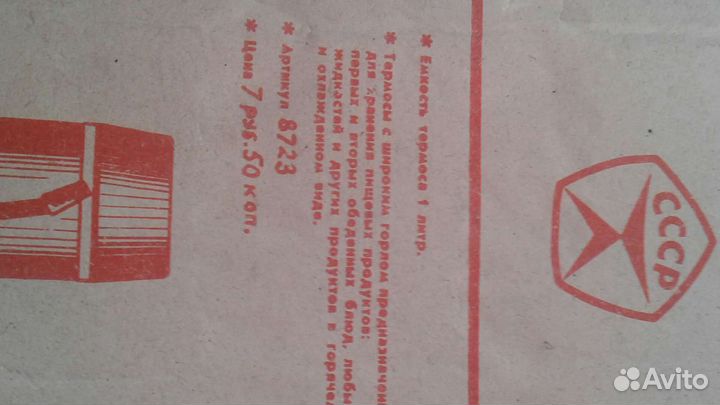 СССР
* Емкость термоса 1 литр.
* Термосы с широким горлом
для хранения пищевых продуктов:
первых и вторых обеденных блюд,
жидкостей и других продуктов в
и охлажденном виде.
* Артикул 8723
* Цена 7 руб. 50 коп.
Avito